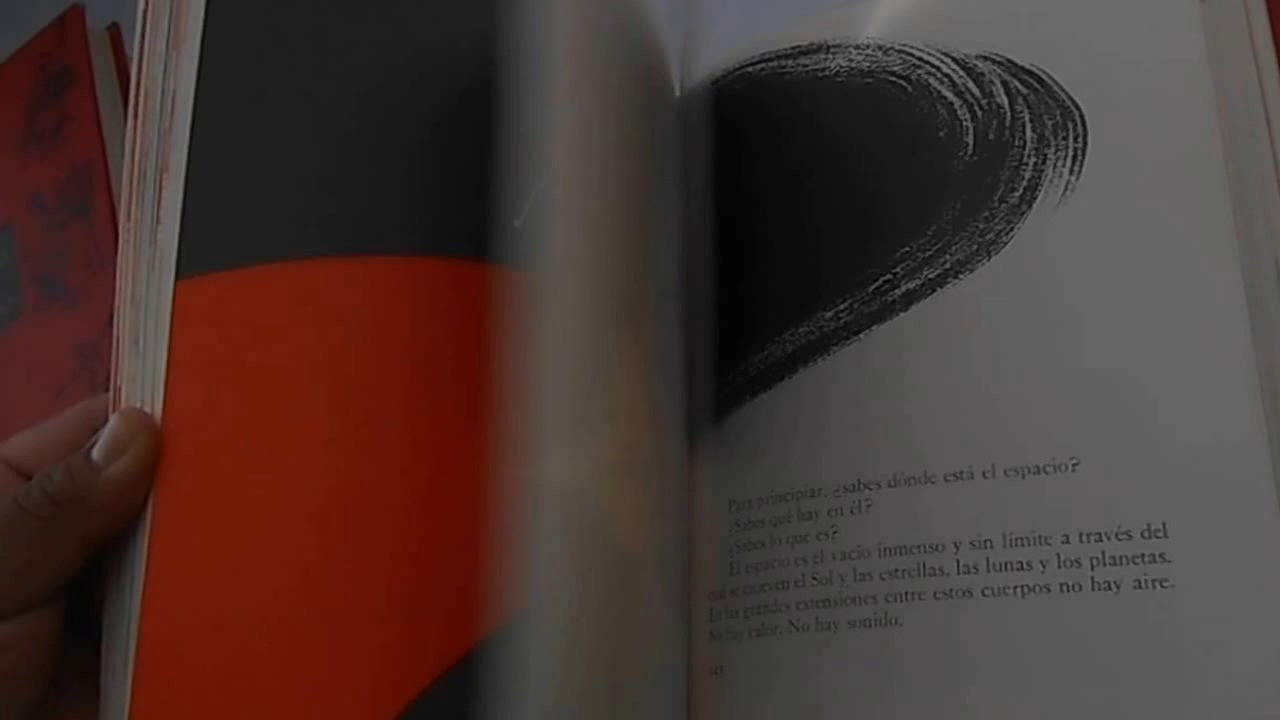 Para principiar, ¿sabes dónde está el espacio?
¿Sabes qué hay en él?
¿Sabes lo que es?
El espacio es el vacío inmenso y sin límite a través del
cual se mueven el Sol y las estrellas, las lunas y los planetas.
En las grandes extensiones entre estos cuerpos no hay aire.
No hay calor. No hay sonido.